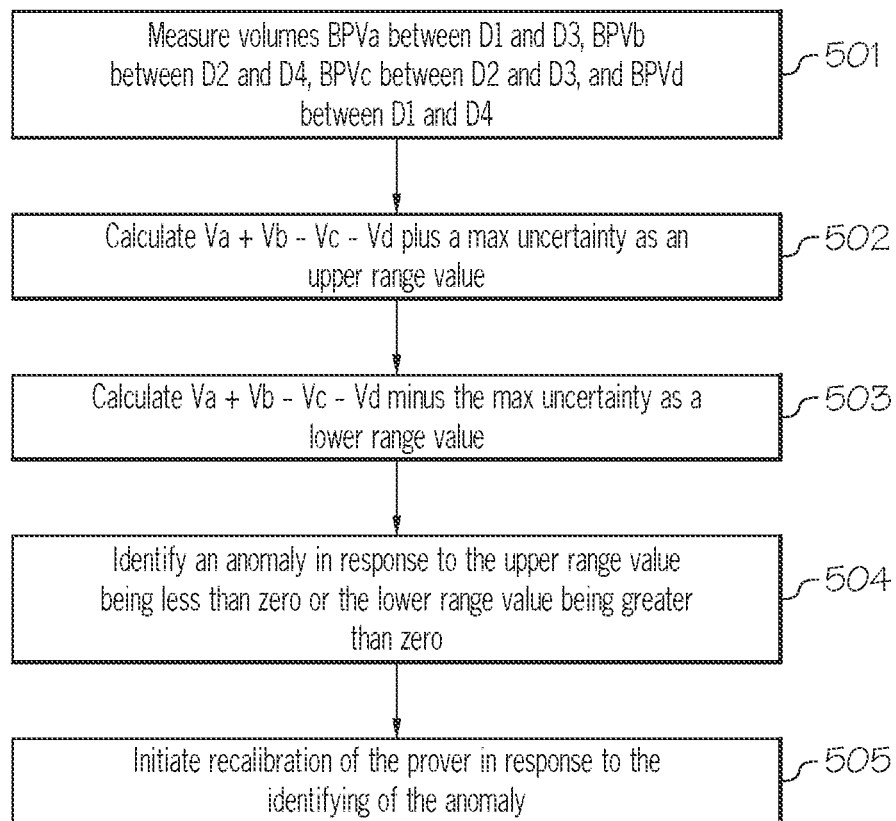 Measure volumes BPVa between D1 and D3, BPVb
between D2 and D4, BPVc between D2 and D3, and BPVd
between D1 and D4
501
Calculate Va + Vb - Vc - Vd plus a max uncertainty as an
upper range value
502
Calculate Va + Vb - Vc - Vd minus the max uncertainty as a
lower range value
503
Identify an anomaly in response to the upper range value
being less than zero or the lower range value being greater
than zero
504
Initiate recalibration of the prover in response to the
identifying of the anomaly
505